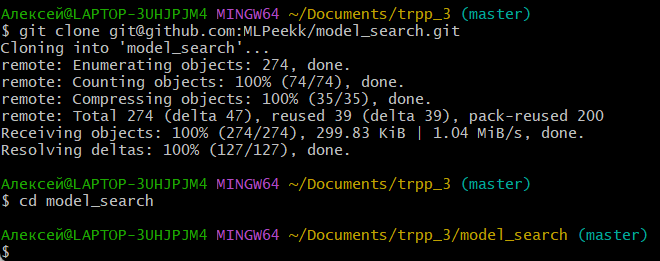 Алексей@LAPTOP-3UHJPJM4 MINGW64 ~/Documents/trpp_3 (master)
$ git clone git@github.com:MLPeekk/model_search.git
Cloning into 'model_search'...
remote: Enumerating objects: 274, done.
remote: Counting objects: 100% (74/74), done.
remote: Compressing objects: 100% (35/35), done.
remote: Total 274 (delta 47), reused 39 (delta 39), pack-reused 200
Receiving objects: 100% (274/274), 299.83 KiB | 1.04 MiB/s, done.
Resolving deltas: 100% (127/127), done.
Алексей@LAPTOP-3UHJPJM4 MINGW64 ~/Documents/trpp_3 (master)
$ cd model_search
Алексей@LAPTOP-3UHJPJM4 MINGW64 ~/Documents/trpp_3/model_search (master)
$